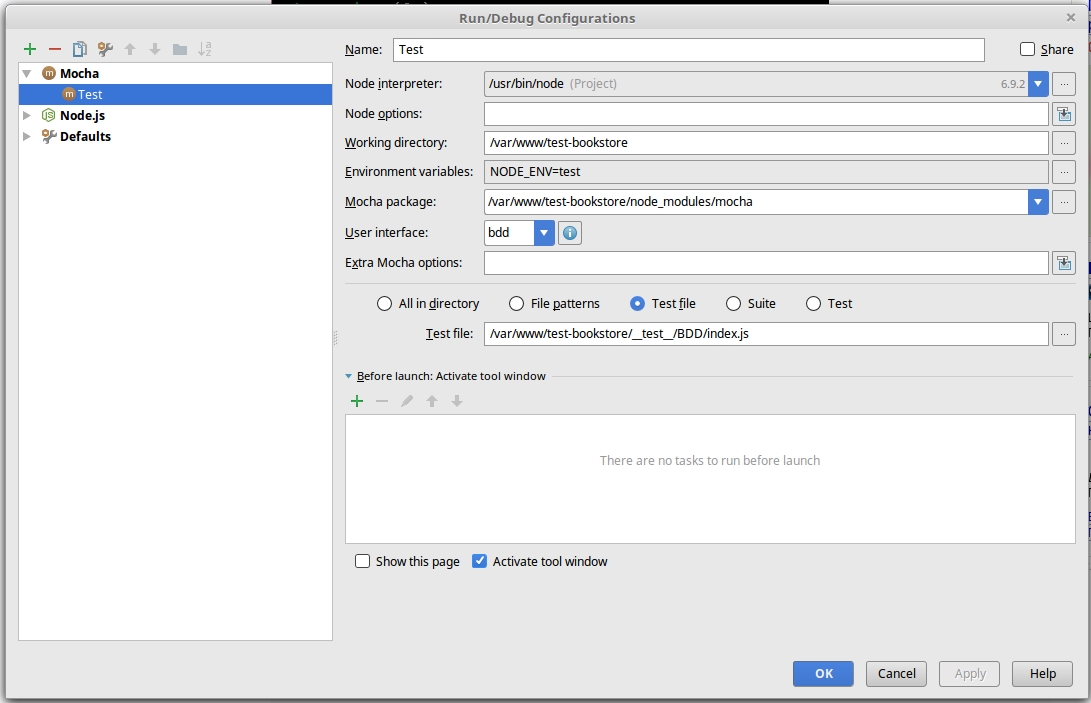 Run/Debug Configurations
Name: Test Share
Mocha
Test
Node.js
Defaults
Node interpreter: /usr/bin/node (Project) 6.9.2
Node options:
Working directory: /var/www/test-bookstore
Environment variables: NODE_ENV=test
Mocha package: /var/www/test-bookstore/node_modules/mocha
User interface: bdd
Extra Mocha options:
All in directory File patterns Test file Suite Test
Test file: /var/www/test-bookstore/__test__/BDD/index.js
Before launch: Activate tool window
There are no tasks to run before launch
Show this page Activate tool window
OK Cancel Apply Help